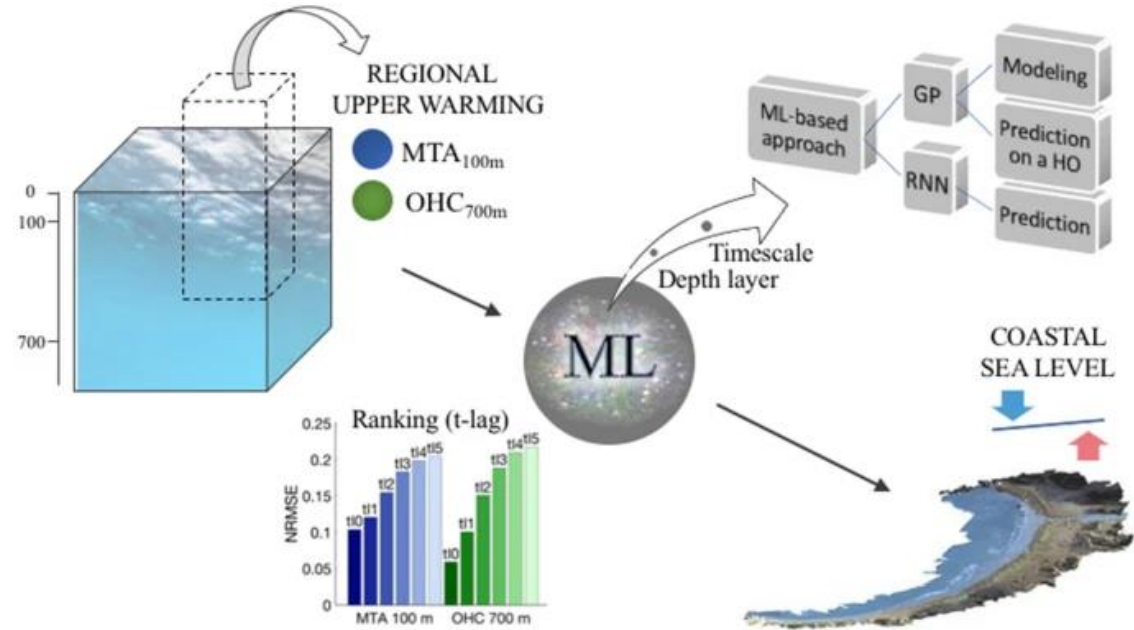 REGIONAL
UPPER WARMING
MTA100m
OHC700m
0
100
700
ML-based
approach
GP
RNN
Modeling
Prediction
on a HO
Prediction
Timescale
Depth layer
ML
COASTAL
SEA LEVEL
Ranking (t-lag)
NRMSE
0.25
0.2
0.15
0.1
0.05
0
tl0
tl1
tl2
tl3
tl4
tl5
tl0
tl1
tl2
tl3
tl4
tl5
MTA 100 m
OHC 700 m